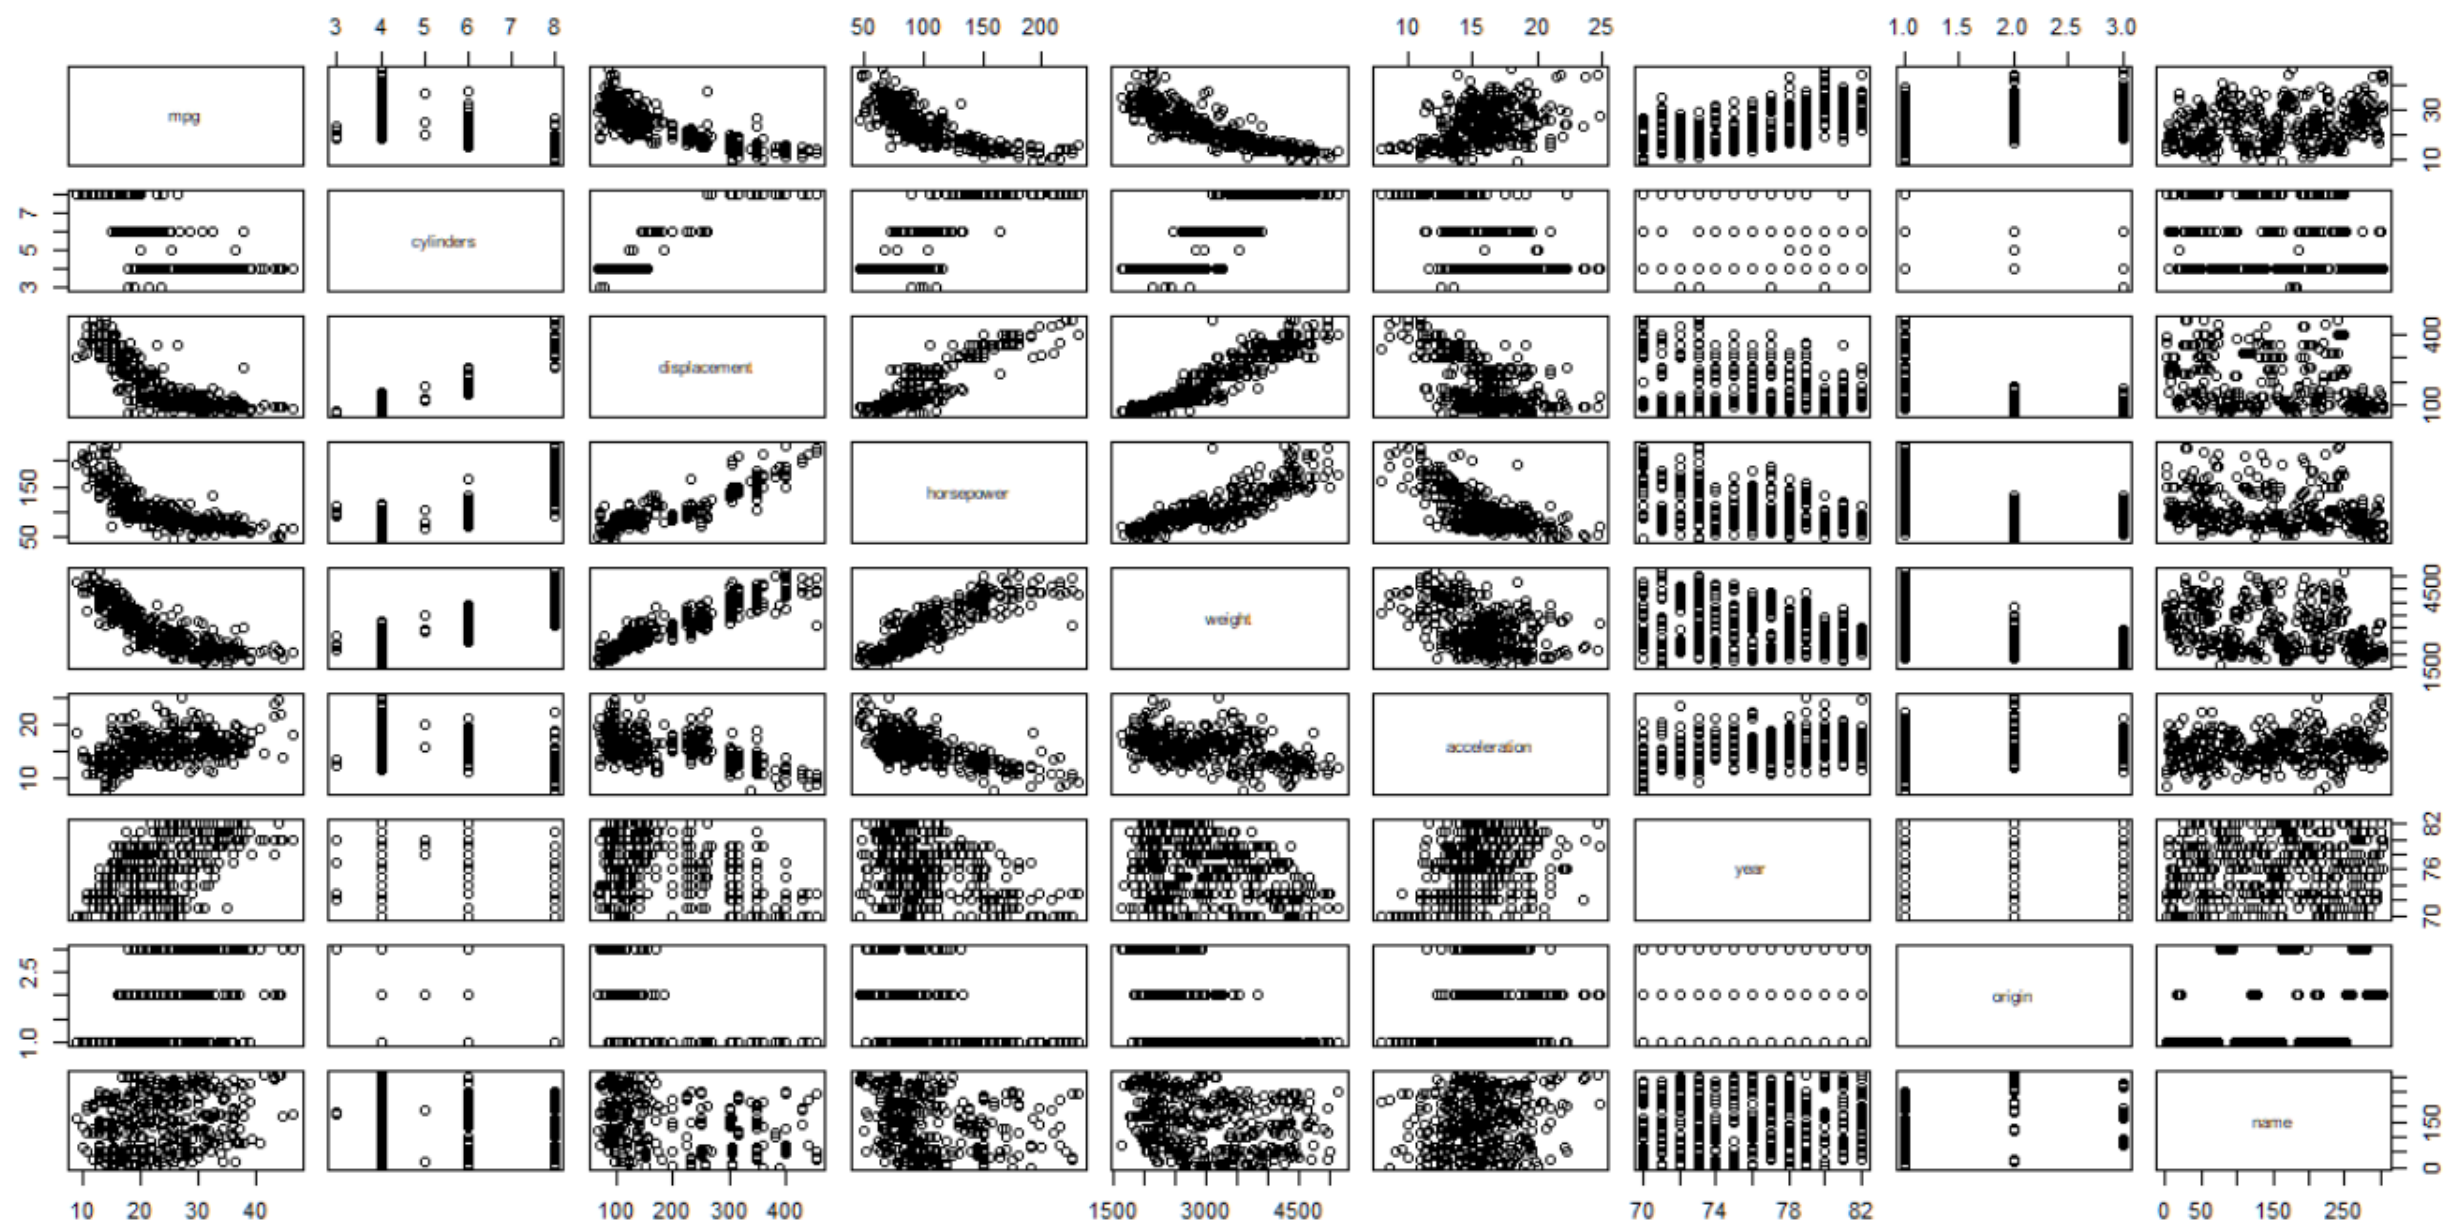 3 4 5 6 7 8 50 100 150 200 10 15 20 25 1.0 1.5 2.0 2.5 3.0
mpg 10 30
3 5 7 cylinders
displacement 100 400
50 150 horsepower
weight 1500 4500
10 20 acceleration
year 70 76 82
1.0 2.5 origin
name 0 150
10 20 30 40 100 200 300 400 1500 3000 4500 70 74 78 82 0 50 150 250